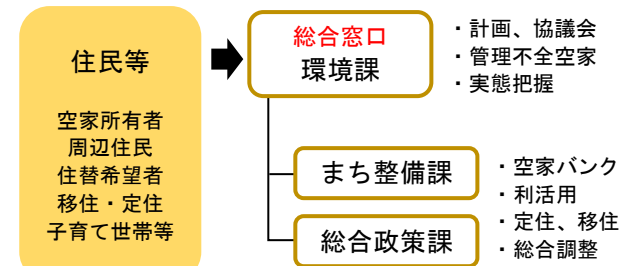 住民等
空家所有者
周辺住民
住替希望者
移住・定住
子育て世帯等
総合窓口
環境課
・計画、協議会
・管理不全空家
・実態把握
まち整備課
総合政策課
・空家バンク
・利活用
・定住、移住
・総合調整